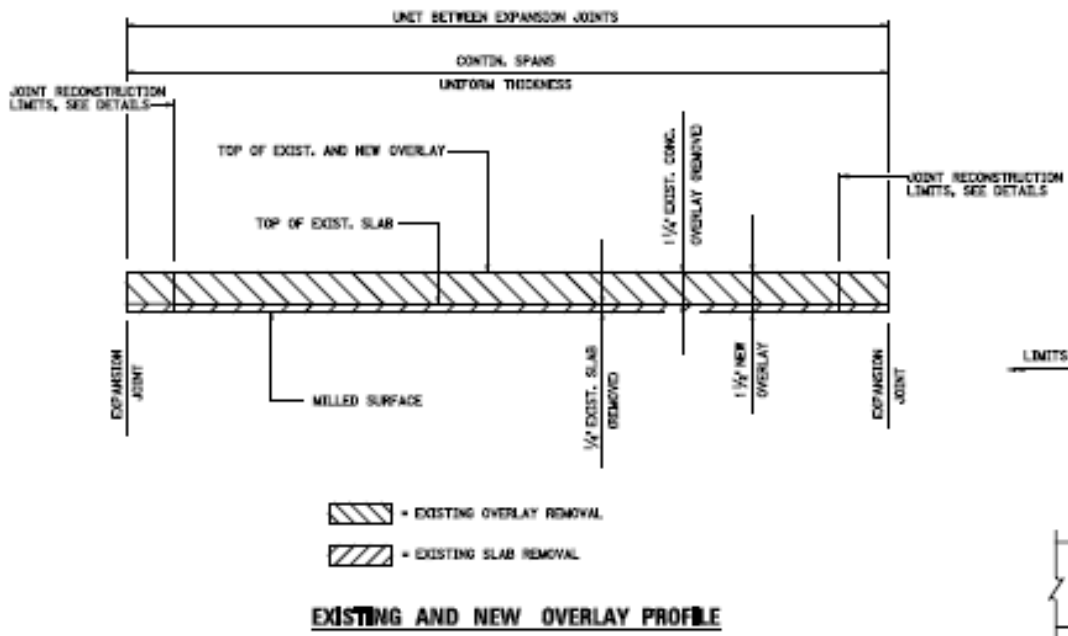 UNIT BETWEEN EXPANSION JOINTS
CONTIN. SPANS
UNIFORM THICKNESS
JOINT RECONSTRUCTION
LIMITS, SEE DETAILS
TOP OF EXIST. AND NEW OVERLAY
TOP OF EXIST. SLAB
1 1/4" EXIST. CONC.
OVERLAY (REMOVE)
JOINT RECONSTRUCTION
LIMITS, SEE DETAILS
EXPANSION
JOINT
MILLED SURFACE
1/4" EXIST. SLAB
(REMOVE)
1 1/2" NEW
OVERLAY
EXPANSION
JOINT
LIMITS
= EXISTING OVERLAY REMOVAL
= EXISTING SLAB REMOVAL
EXISTING AND NEW OVERLAY PROFILE